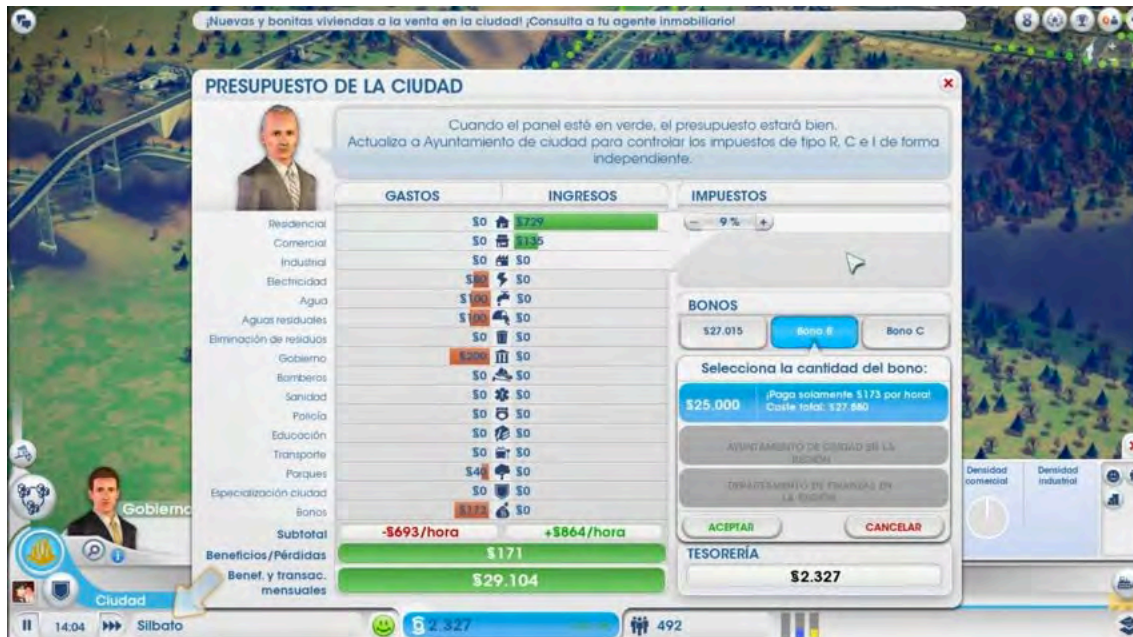 ¡Nuevas y bonitas viviendas a la venta en la ciudad! ¡Consulta a tu agente inmobiliario!
PRESUPUESTO DE LA CIUDAD
Cuando el panel esté en verde, el presupuesto estará bien.
Actualiza a Ayuntamiento de ciudad para controlar los impuestos de tipo R, C e I de forma
independiente.
GASTOS INGRESOS IMPUESTOS
Residencial $0 $729
- 9 % +
Comercial $0 $135
Industrial $0 $0
Electricidad $80 $0
Agua $100 $0
Aguas residuales $100 $0
Eliminación de residuos $0 $0
Gobierno $200 $0
Bomberos $0 $0
Sanidad $0 $0
Policía $0 $0
Educación $0 $0
Transporte $0 $0
Parques $40 $0
Especialización ciudad $0 $0
Bonos $173 $0
Subtotal -$693/hora +$864/hora
Beneficios/Pérdidas $171
Benef. y transac.
mensuales
$29.104
BONOS
$27.015 Bono B Bono C
Selecciona la cantidad del bono:
$25.000
¡Paga solamente $173 por hora!
Coste total: $27.680
AYUNTAMIENTO DE CIUDAD EN LA
REGIÓN
DEPARTAMENTO DE FINANZAS EN
LA REGIÓN
ACEPTAR CANCELAR
TESORERÍA
$2.327
Densidad
comercial
Densidad
industrial
Gobierno
Ciudad
14:04 Silbato
2.327
492